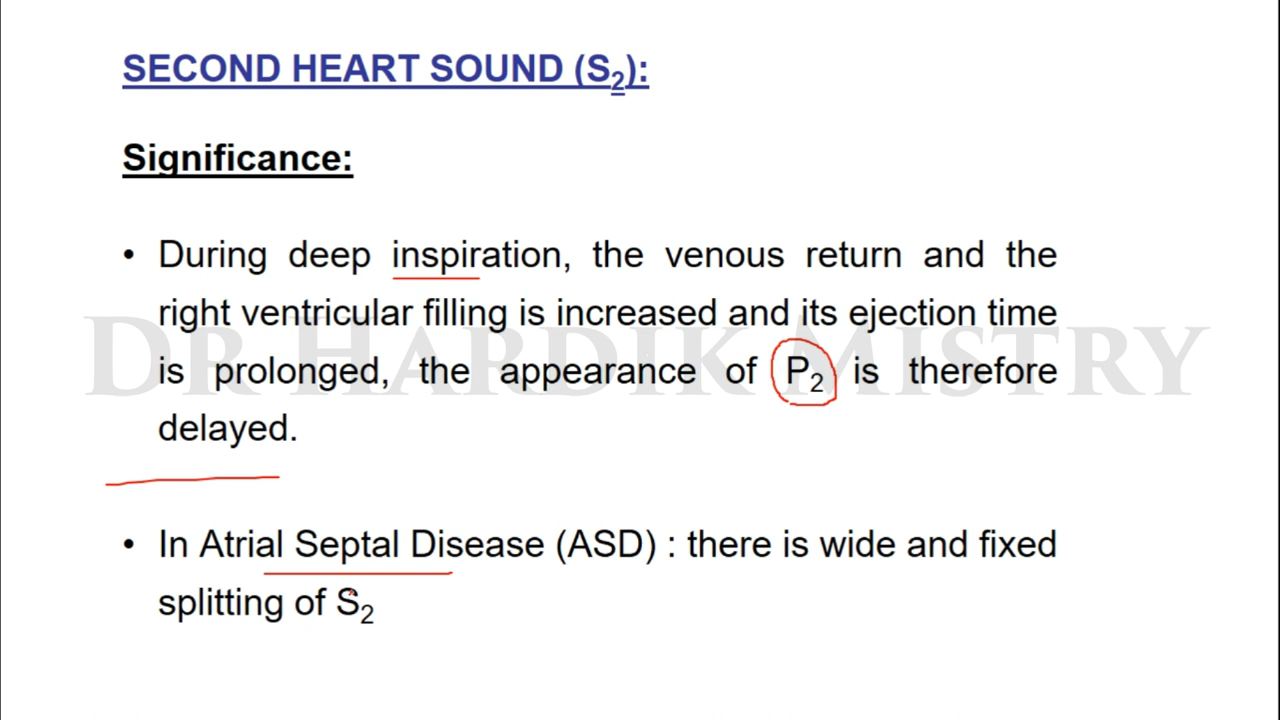 SECOND HEART SOUND (S₂):
Significance:
• During deep inspiration, the venous return and the
right ventricular filling is increased and its ejection time
is prolonged, the appearance of P₂ is therefore
delayed.
DR HARDIK MISTRY
• In Atrial Septal Disease (ASD) : there is wide and fixed
splitting of S₂